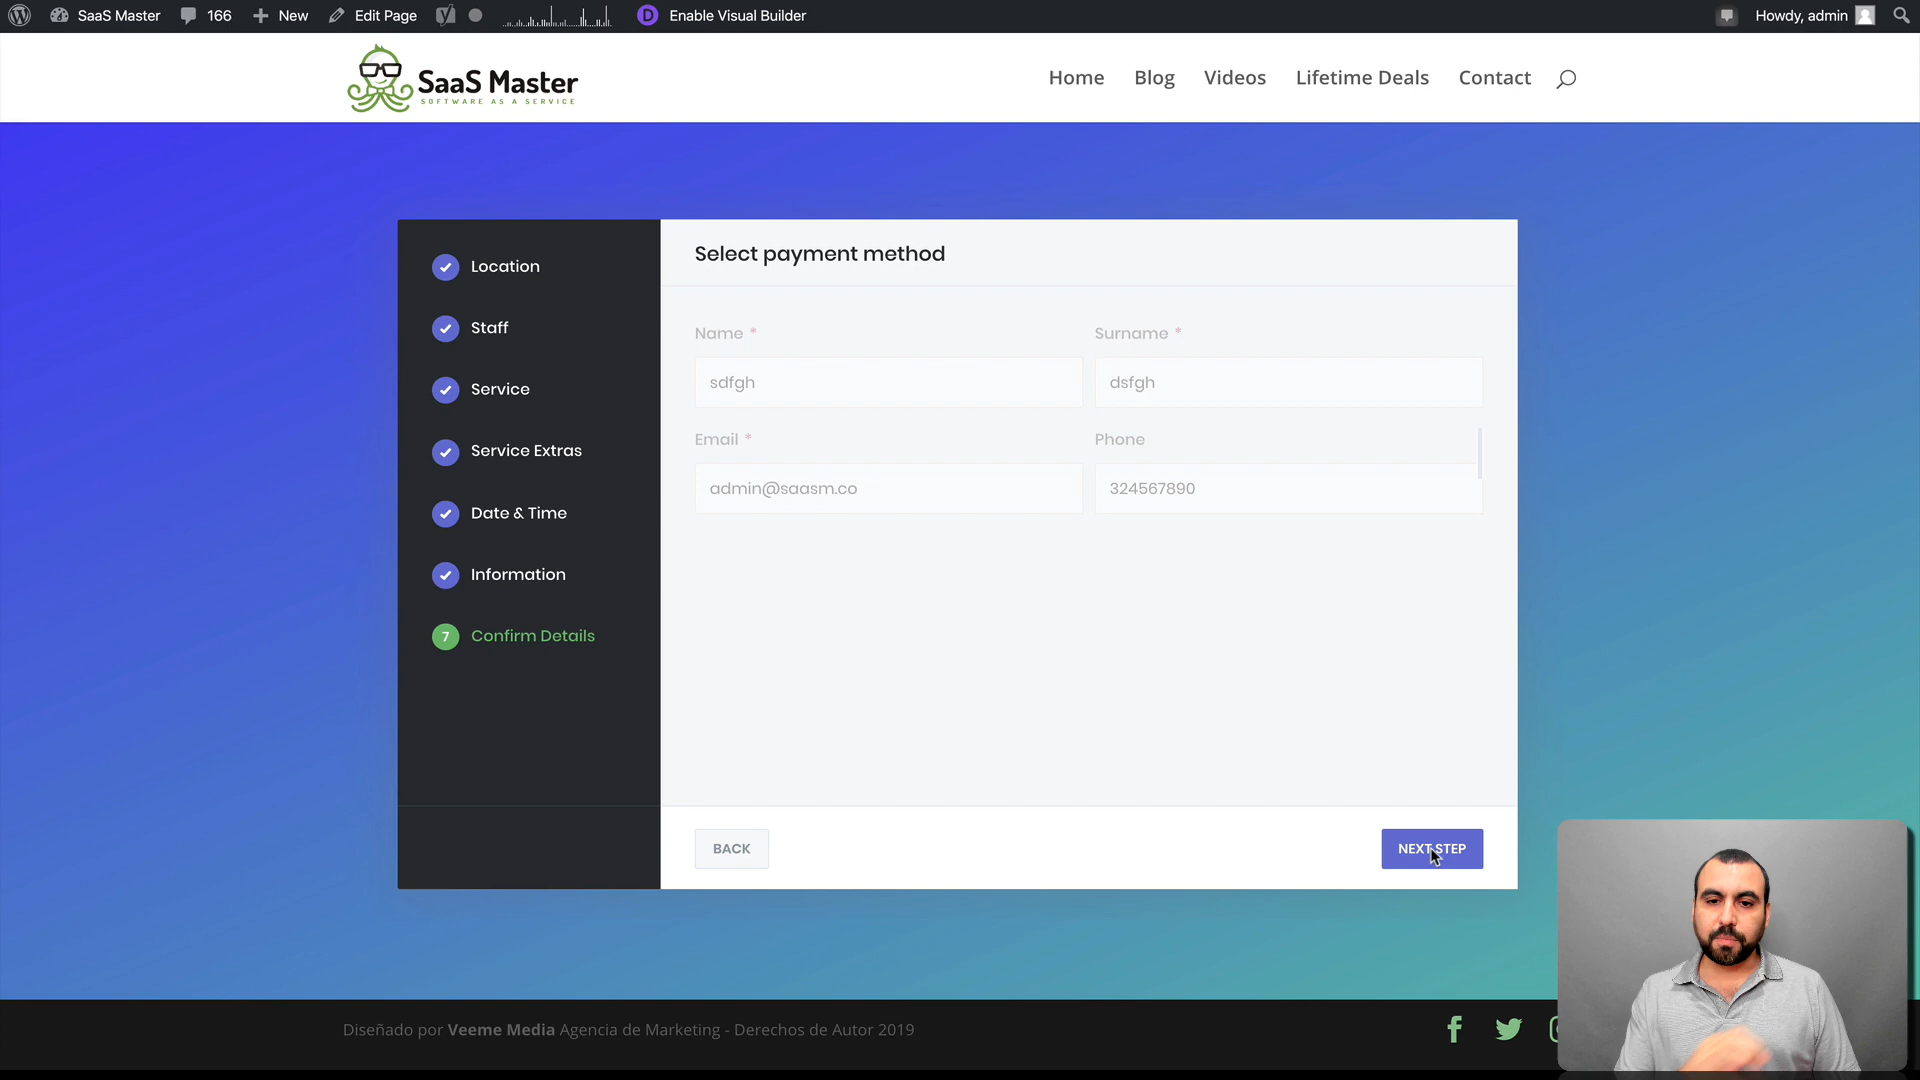 SaaS Master 166 New Edit Page Enable Visual Builder Howdy, admin
SaaS Master
SOFTWARE AS A SERVICE
Home Blog Videos Lifetime Deals Contact
Location
Staff
Service
Service Extras
Date & Time
Information
7 Confirm Details
Select payment method
Name * Surname *
sdfgh dsfgh
Email * Phone
admin@saasm.co 324567890
BACK NEXT STEP
Diseñado por Veeme Media Agencia de Marketing - Derechos de Autor 2019